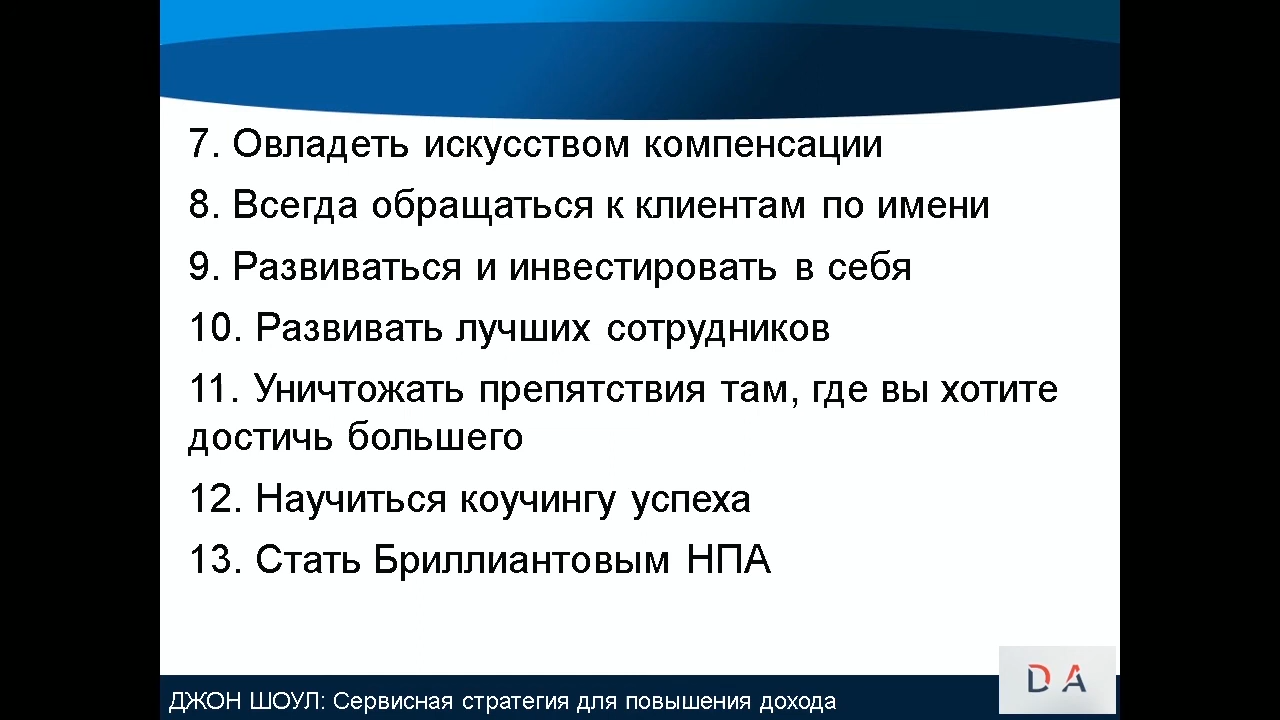 7. Овладеть искусством компенсации
8. Всегда обращаться к клиентам по имени
9. Развиваться и инвестировать в себя
10. Развивать лучших сотрудников
11. Уничтожать препятствия там, где вы хотите
достичь большего
12. Научиться коучингу успеха
13. Стать Бриллиантовым НПА
ДЖОН ШОУЛ: Сервисная стратегия для повышения дохода
DA